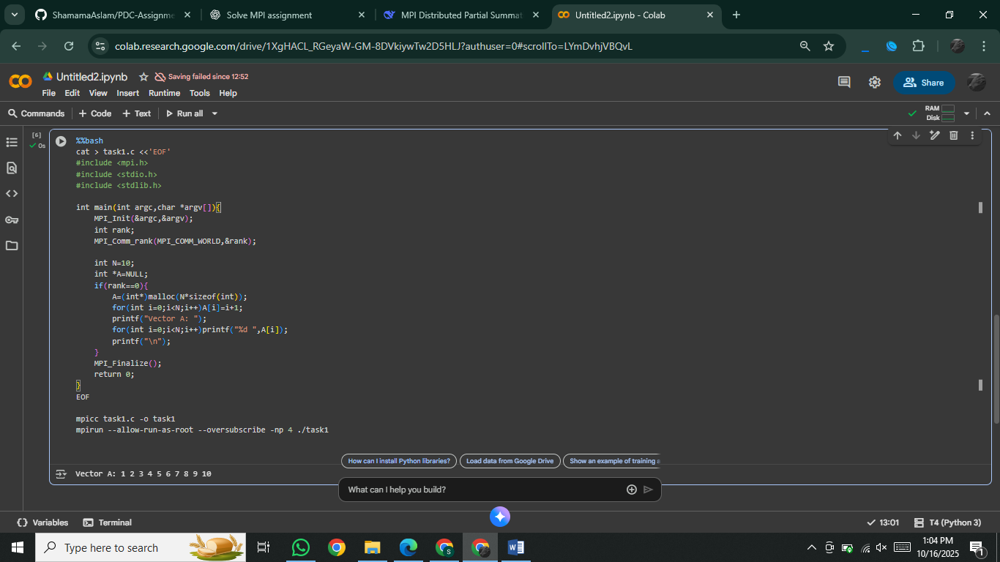 ShamamaAslam/PDC-Assignme
Solve MPI assignment
MPI Distributed Partial Summat
Untitled2.ipynb - Colab
colab.research.google.com/drive/1XgHACL_RGeyaW-GM-8DVkiywTw2D5HLJ?authuser=0#scrollTo=LYmDvhjVBQvL
Untitled2.ipynb
Saving failed since 12:52
File Edit View Insert Runtime Tools Help
Share
Commands + Code + Text Run all
RAM
Disk
[6]
0s
%%bash
cat > task1.c <<'EOF'
#include <mpi.h>
#include <stdio.h>
#include <stdlib.h>
int main(int argc,char *argv[]){
MPI_Init(&argc,&argv);
int rank;
MPI_Comm_rank(MPI_COMM_WORLD,&rank);
int N=10;
int *A=NULL;
if(rank==0){
A=(int*)malloc(N*sizeof(int));
for(int i=0;i<N;i++)A[i]=i+1;
printf("Vector A: ");
for(int i=0;i<N;i++)printf("%d ",A[i]);
printf("\n");
}
MPI_Finalize();
return 0;
}
EOF
mpicc task1.c -o task1
mpirun --allow-run-as-root --oversubscribe -np 4 ./task1
How can I install Python libraries?
Load data from Google Drive
Show an example of training a
Vector A: 1 2 3 4 5 6 7 8 9 10
What can I help you build?
Variables
Terminal
13:01
T4 (Python 3)
Type here to search
1:04 PM
10/16/2025
1